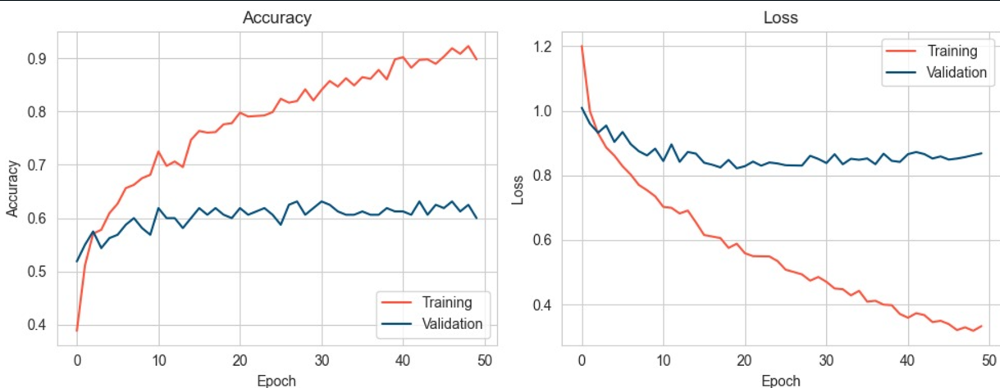 Accuracy
Accuracy
0.9
0.8
0.7
0.6
0.5
0.4
Training
Validation
0 10 20 30 40 50
Epoch
Loss
Loss
1.2
1.0
0.8
0.6
0.4
Training
Validation
0 10 20 30 40 50
Epoch